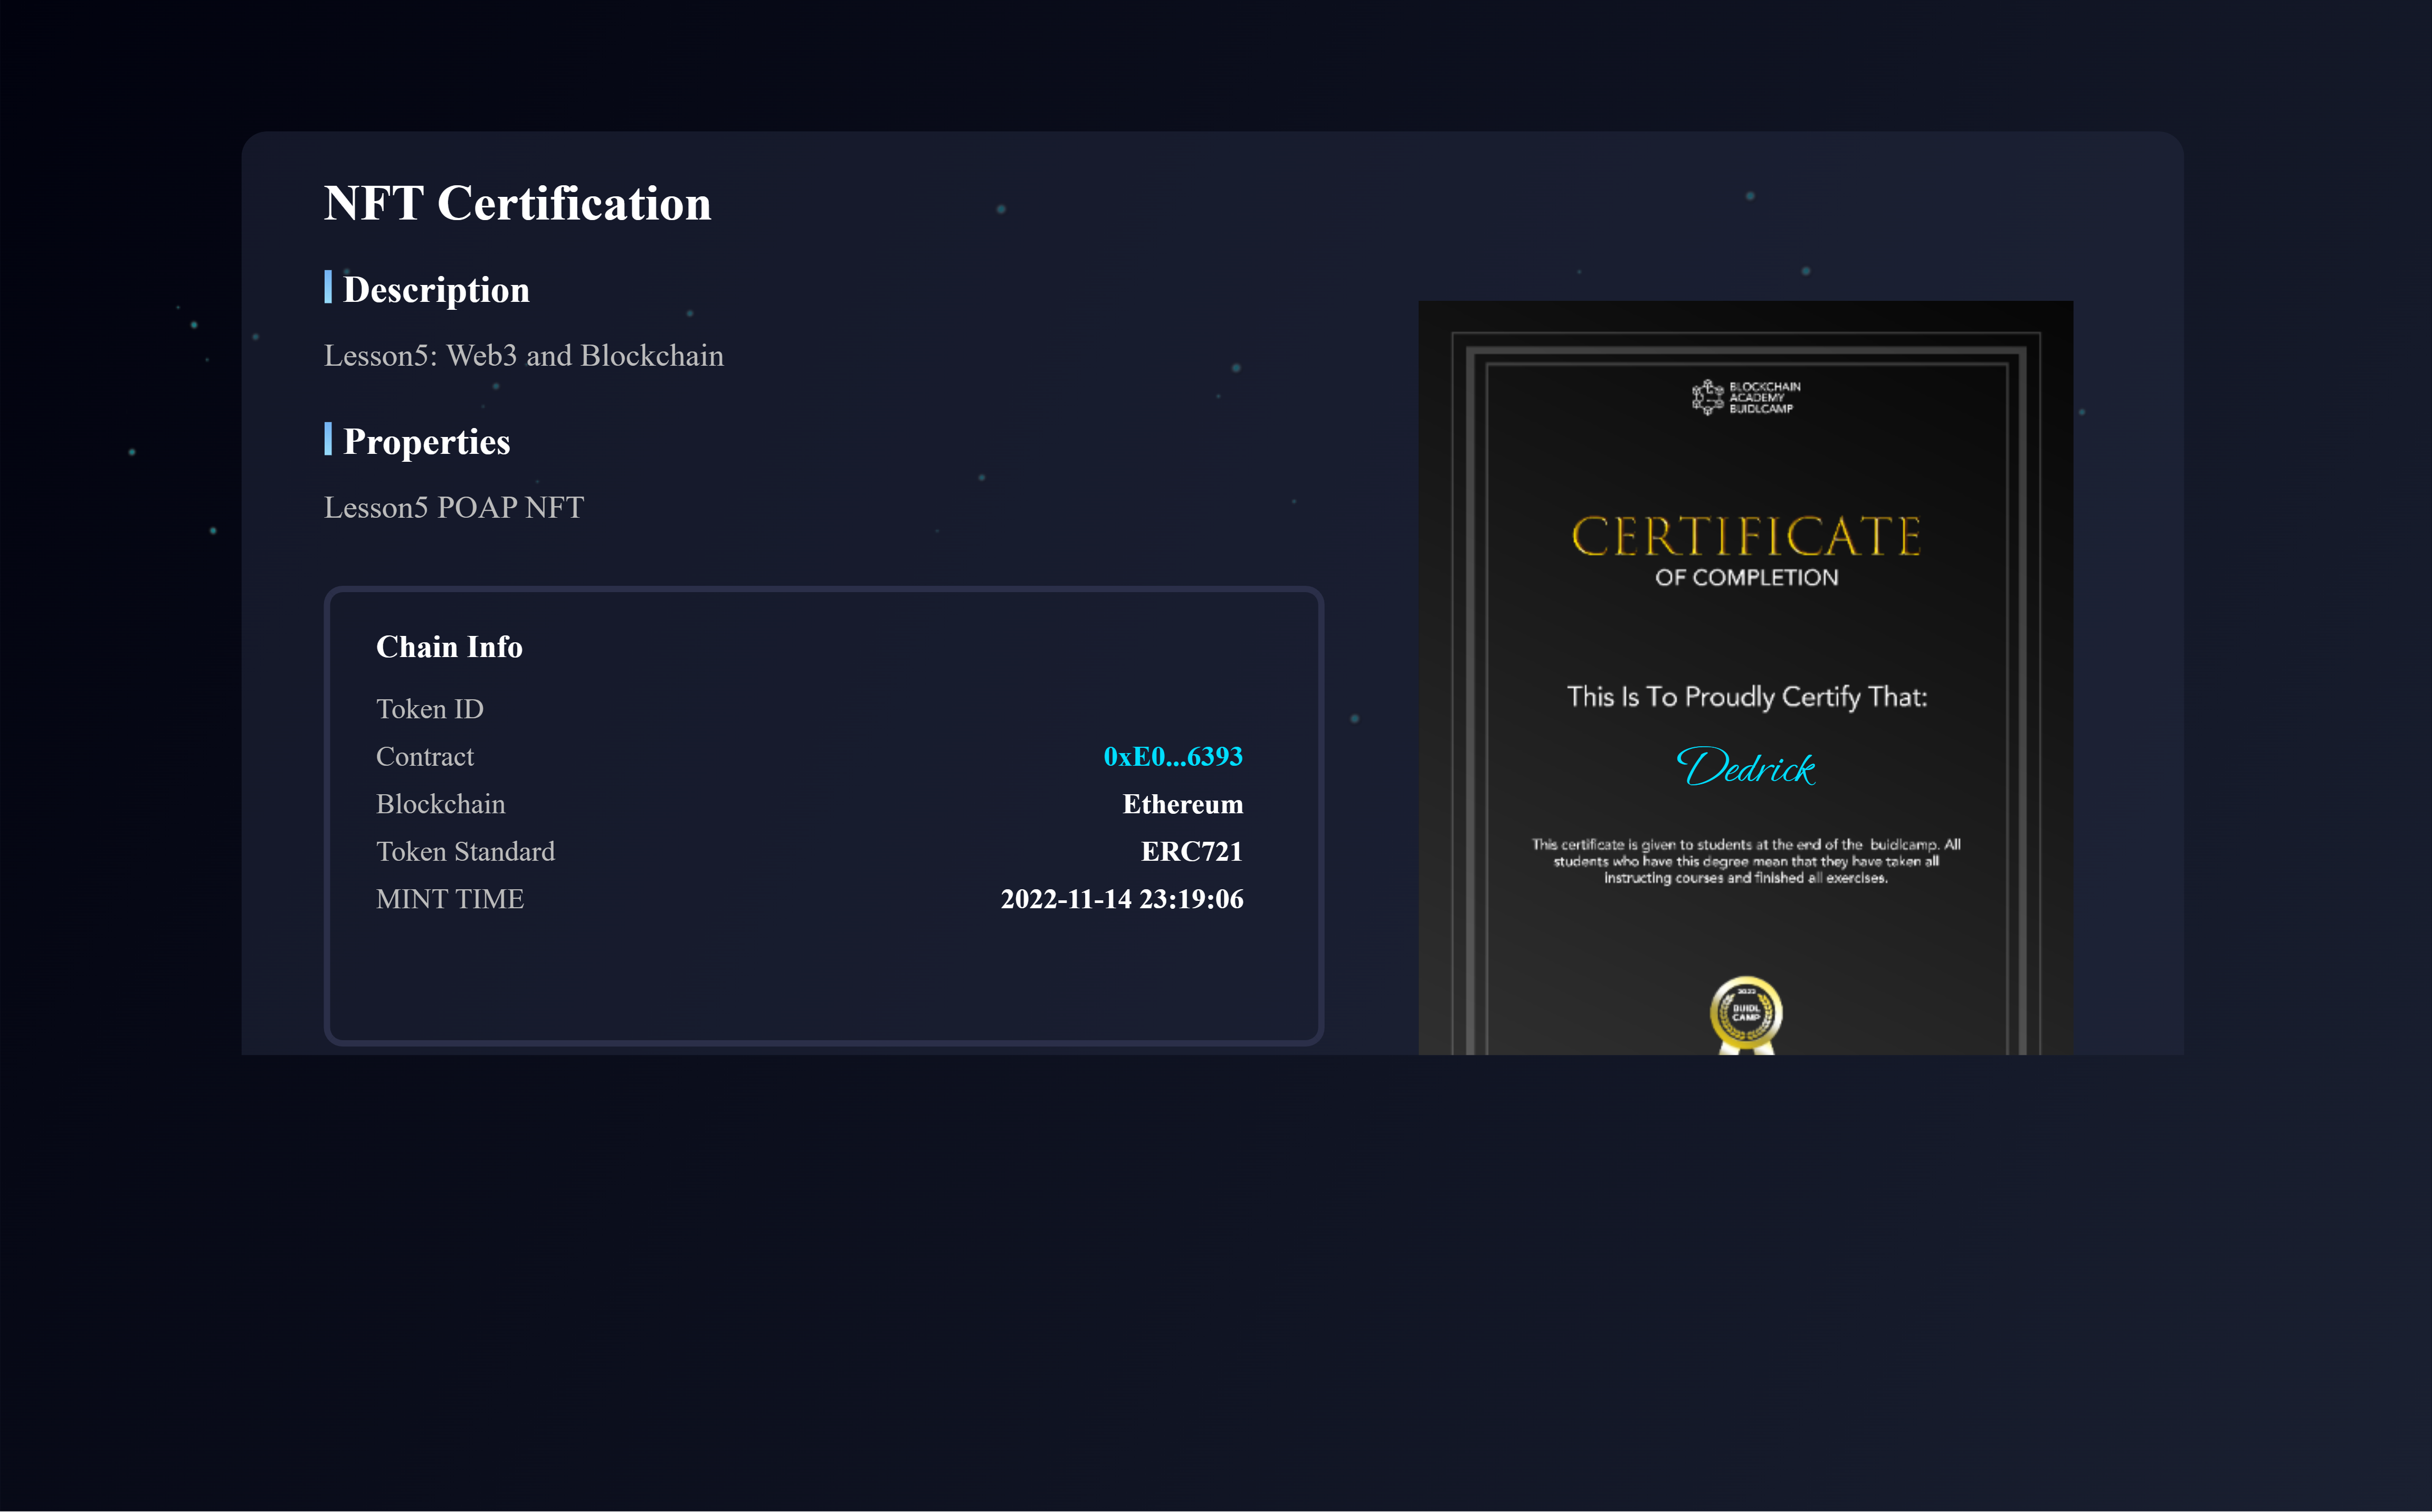 NFT Certification
Description
Lesson5: Web3 and Blockchain
Properties
Lesson5 POAP NFT
Chain Info
Token ID
Contract 0xE0...6393
Blockchain Ethereum
Token Standard ERC721
MINT TIME 2022-11-14 23:19:06
BLOCKCHAIN
ACADEMY
BUIDLCAMP
CERTIFICATE
OF COMPLETION
This Is To Proudly Certify That:
Dedrick
This certificate is given to students at the end of the buidlcamp. All
students who have this degree mean that they have taken all
instructing courses and finished all exercises.
2022
BUIDL
CAMP